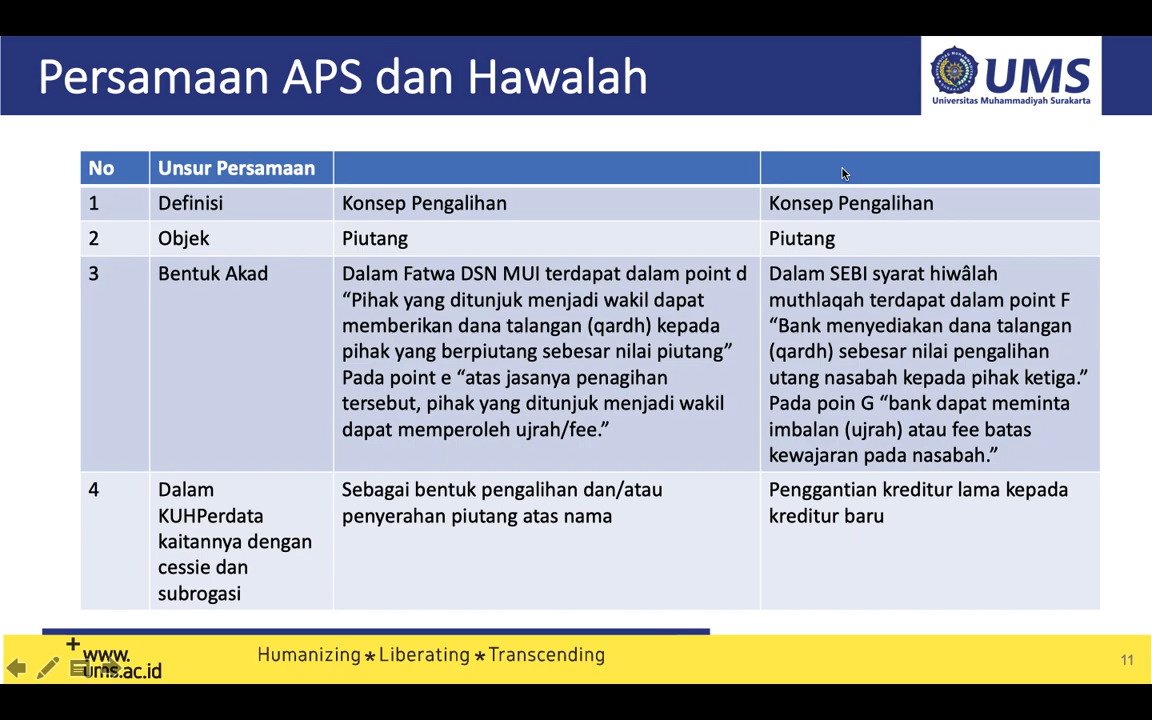 Persamaan APS dan Hawalah
UMS
Universitas Muhammadiyah Surakarta
No
Unsur Persamaan
1
Definisi
Konsep Pengalihan
Konsep Pengalihan
2
Objek
Piutang
Piutang
3
Bentuk Akad
Dalam Fatwa DSN MUI terdapat dalam point d
“Pihak yang ditunjuk menjadi wakil dapat
memberikan dana talangan (qardh) kepada
pihak yang berpiutang sebesar nilai piutang”
Pada point e “atas jasanya penagihan
tersebut, pihak yang ditunjuk menjadi wakil
dapat memperoleh ujrah/fee.”
Dalam SEBI syarat hiwâlah
muthlaqah terdapat dalam point F
“Bank menyediakan dana talangan
(qardh) sebesar nilai pengalihan
utang nasabah kepada pihak ketiga.”
Pada poin G “bank dapat meminta
imbalan (ujrah) atau fee batas
kewajaran pada nasabah.”
4
Dalam
KUHPerdata
kaitannya dengan
cessie dan
subrogasi
Sebagai bentuk pengalihan dan/atau
penyerahan piutang atas nama
Penggantian kreditur lama kepada
kreditur baru
www.
ums.ac.id
Humanizing ★ Liberating ★ Transcending
11